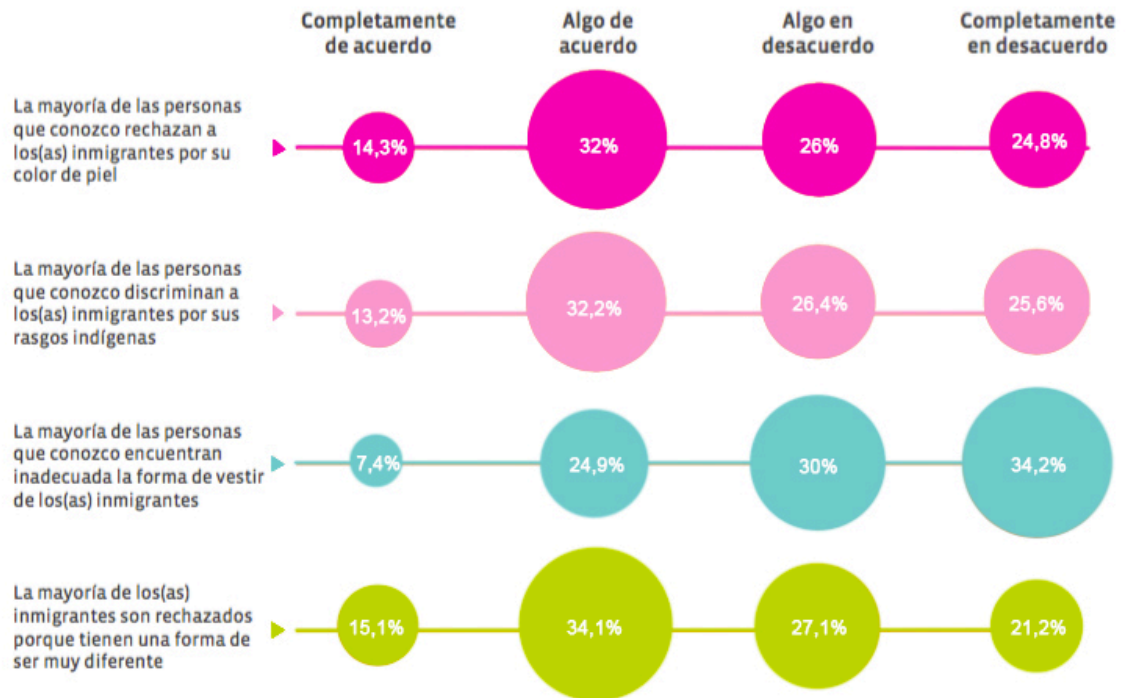 Completamente
de acuerdo
Algo de
acuerdo
Algo en
desacuerdo
Completamente
en desacuerdo
La mayoría de las personas
que conozco rechazan a
los(as) inmigrantes por su
color de piel
14,3%
32%
26%
24,8%
La mayoría de las personas
que conozco discriminan a
los(as) inmigrantes por sus
rasgos indígenas
13,2%
32,2%
26,4%
25,6%
La mayoría de las personas
que conozco encuentran
inadecuada la forma de vestir
de los(as) inmigrantes
7,4%
24,9%
30%
34,2%
La mayoría de los(as)
inmigrantes son rechazados
porque tienen una forma de
ser muy diferente
15,1%
34,1%
27,1%
21,2%